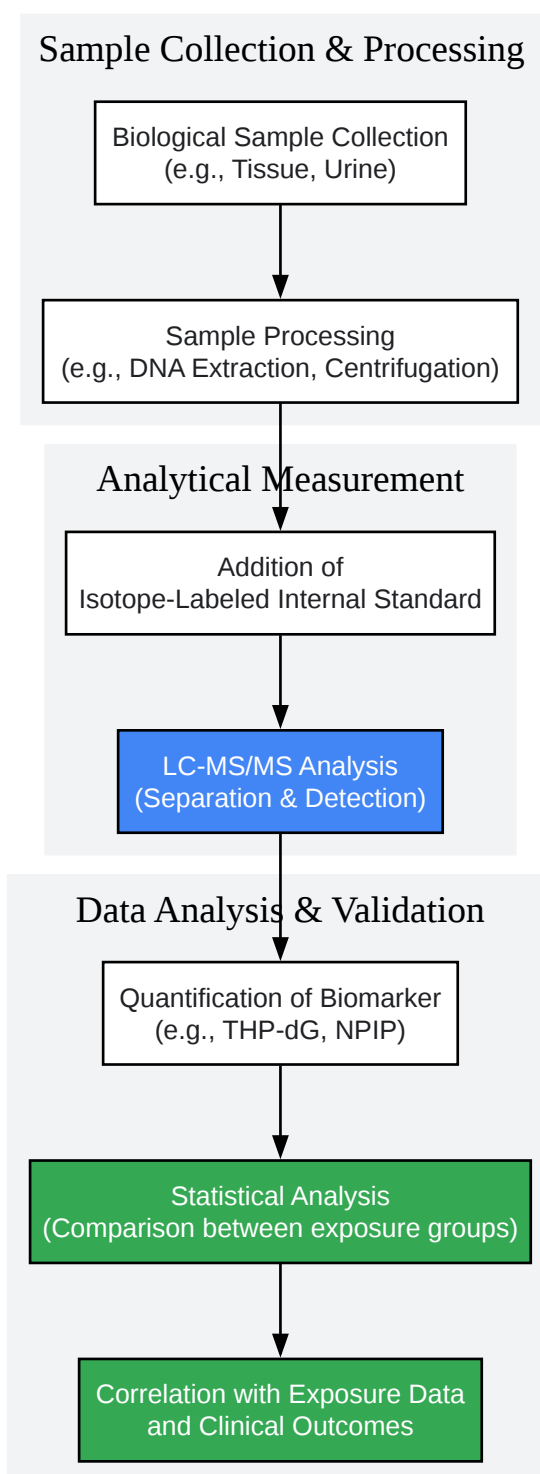 Sample Collection & Processing
Biological Sample Collection
(e.g., Tissue, Urine)
Sample Processing
(e.g., DNA Extraction, Centrifugation)
Analytical Measurement
Addition of
Isotope-Labeled Internal Standard
LC-MS/MS Analysis
(Separation & Detection)
Data Analysis & Validation
Quantification of Biomarker
(e.g., THP-dG, NPIP)
Statistical Analysis
(Comparison between exposure groups)
Correlation with Exposure Data
and Clinical Outcomes